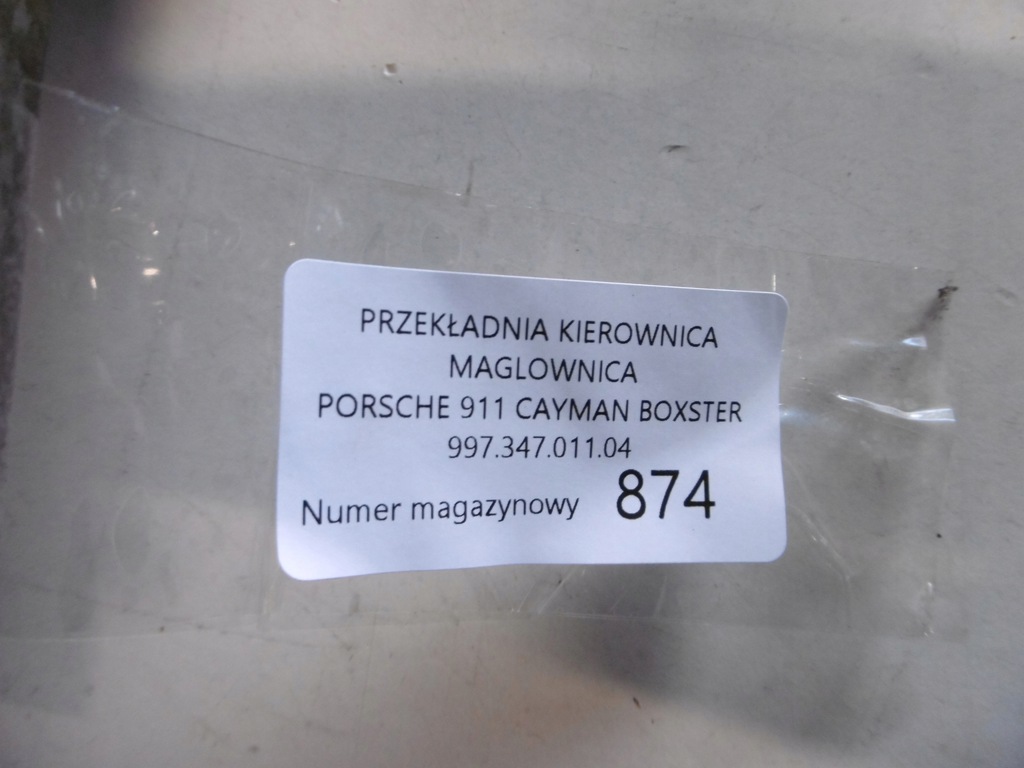 PRZEKŁADNIA KIEROWNICA
MAGLOWNICA
PORSCHE 911 CAYMAN BOXSTER
997.347.011.04
Numer magazynowy 874